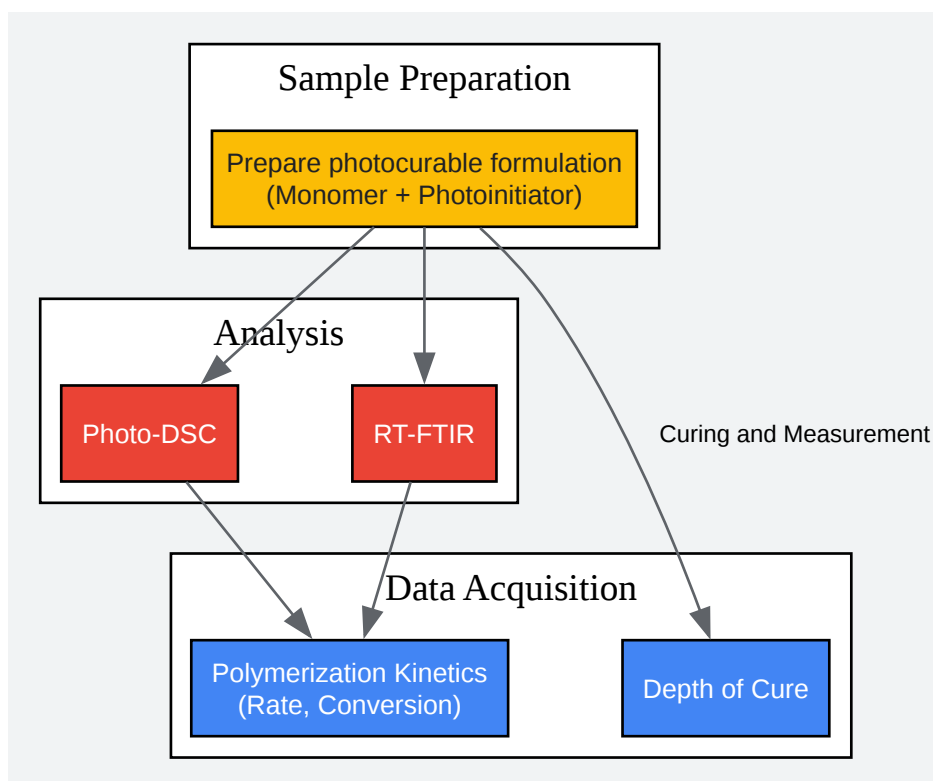 Sample Preparation
Prepare photocurable formulation
(Monomer + Photoinitiator)
Analysis
Photo-DSC
RT-FTIR
Curing and Measurement
Data Acquisition
Polymerization Kinetics
(Rate, Conversion)
Depth of Cure